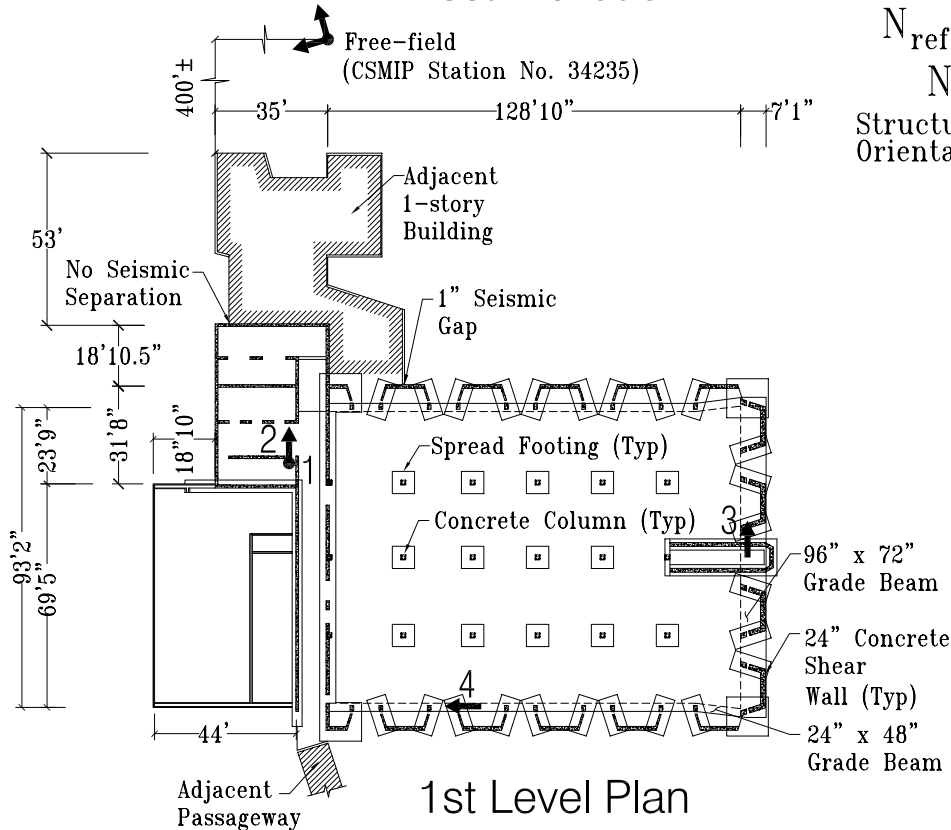 N ref
N
Structu
Orienta
Free-field
(CSMIP Station No. 34235)
400'±
35'
128'10"
7'1"
Adjacent
1-story
Building
53'
No Seismic
Separation
1" Seismic
Gap
18'10.5"
18"10"
31'8"
23'9"
93'2"
69'5"
2
1
Spread Footing (Typ)
Concrete Column (Typ)
3
96" x 72"
Grade Beam
24" Concrete
Shear
Wall (Typ)
4
24" x 48"
Grade Beam
44'
Adjacent
Passageway
1st Level Plan